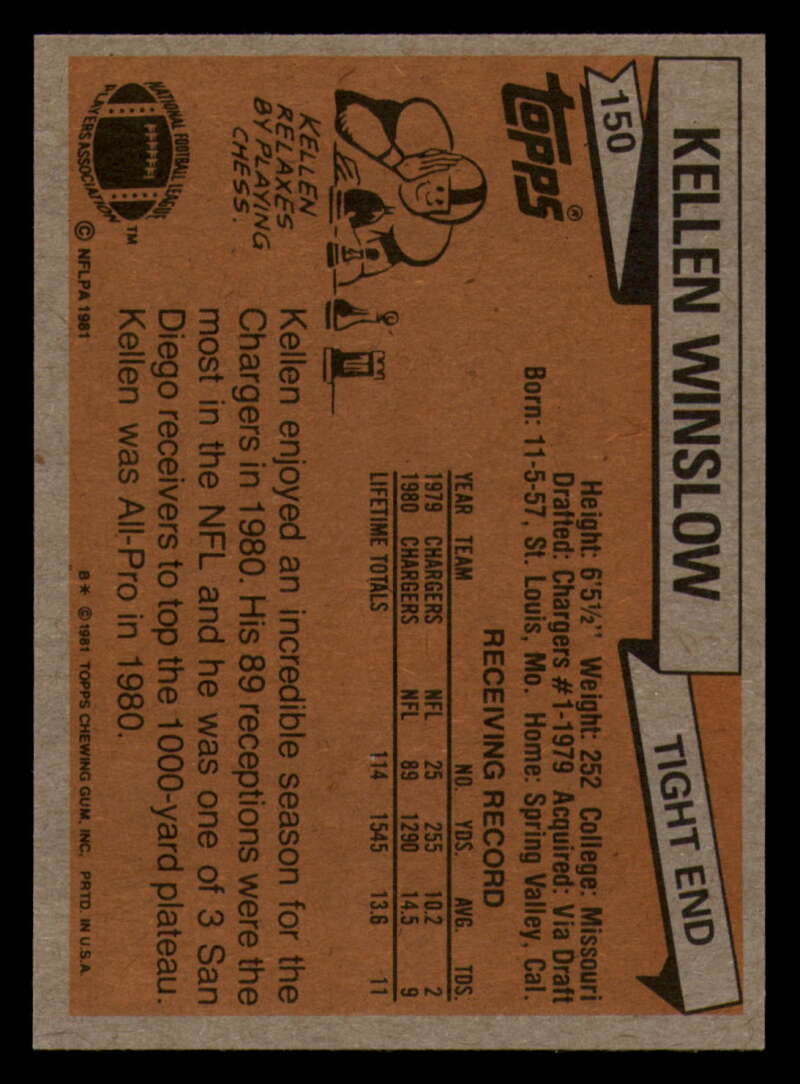 150
KELLEN WINSLOW
TIGHT END
TOPPS®
Height: 6'5½" Weight: 252 College: Missouri
Drafted: Chargers #1-1979 Acquired: Via Draft
Born: 11-5-57, St. Louis, Mo. Home: Spring Valley, Cal.
RECEIVING RECORD
YEAR TEAM NO. YDS. AVG. TDS.
1979 CHARGERS NFL 25 255 10.2 2
1980 CHARGERS NFL 89 1290 14.5 9
LIFETIME TOTALS 114 1545 13.6 11
KELLEN
RELAXES
BY PLAYING
CHESS.
Kellen enjoyed an incredible season for the
Chargers in 1980. His 89 receptions were the
most in the NFL and he was one of 3 San
Diego receivers to top the 1000-yard plateau.
Kellen was All-Pro in 1980.
NATIONAL FOOTBALL LEAGUE
PLAYERS ASSOCIATION
TM
© NFLPA 1981
B* ©1981 TOPPS CHEWING GUM, INC. PRTD. IN U.S.A.